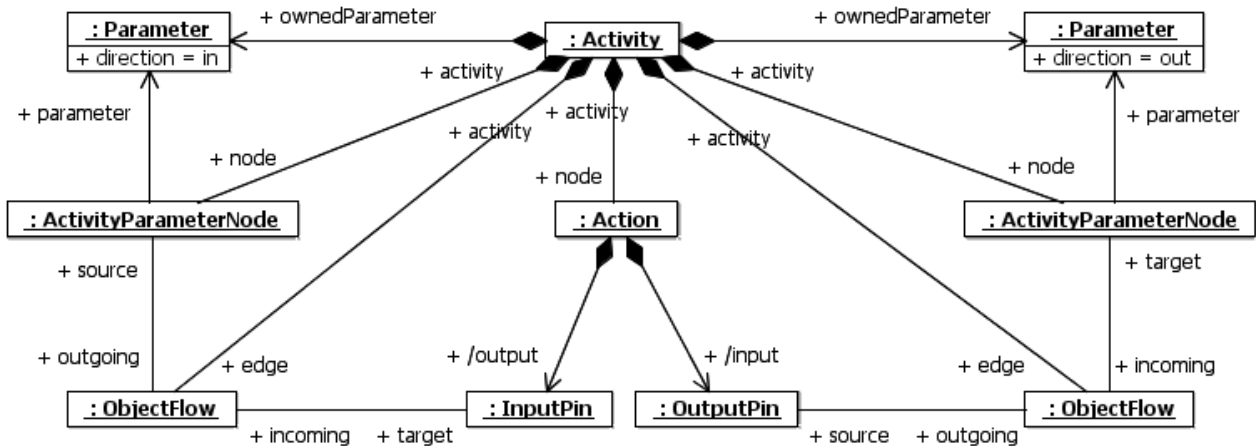 + ownedParameter
+ ownedParameter
: Parameter
: Activity
: Parameter
+ direction = in
+ direction = out
+ activity
+ activity
+ parameter
+ activity
+ activity
+ activity
+ parameter
+ node
+ node
+ node
: ActivityParameterNode
: Action
: ActivityParameterNode
+ source
+ target
+ outgoing
+ edge
+ /output
+ /input
+ edge
+ incoming
: ObjectFlow
: InputPin
: OutputPin
: ObjectFlow
+ incoming
+ target
+ source
+ outgoing